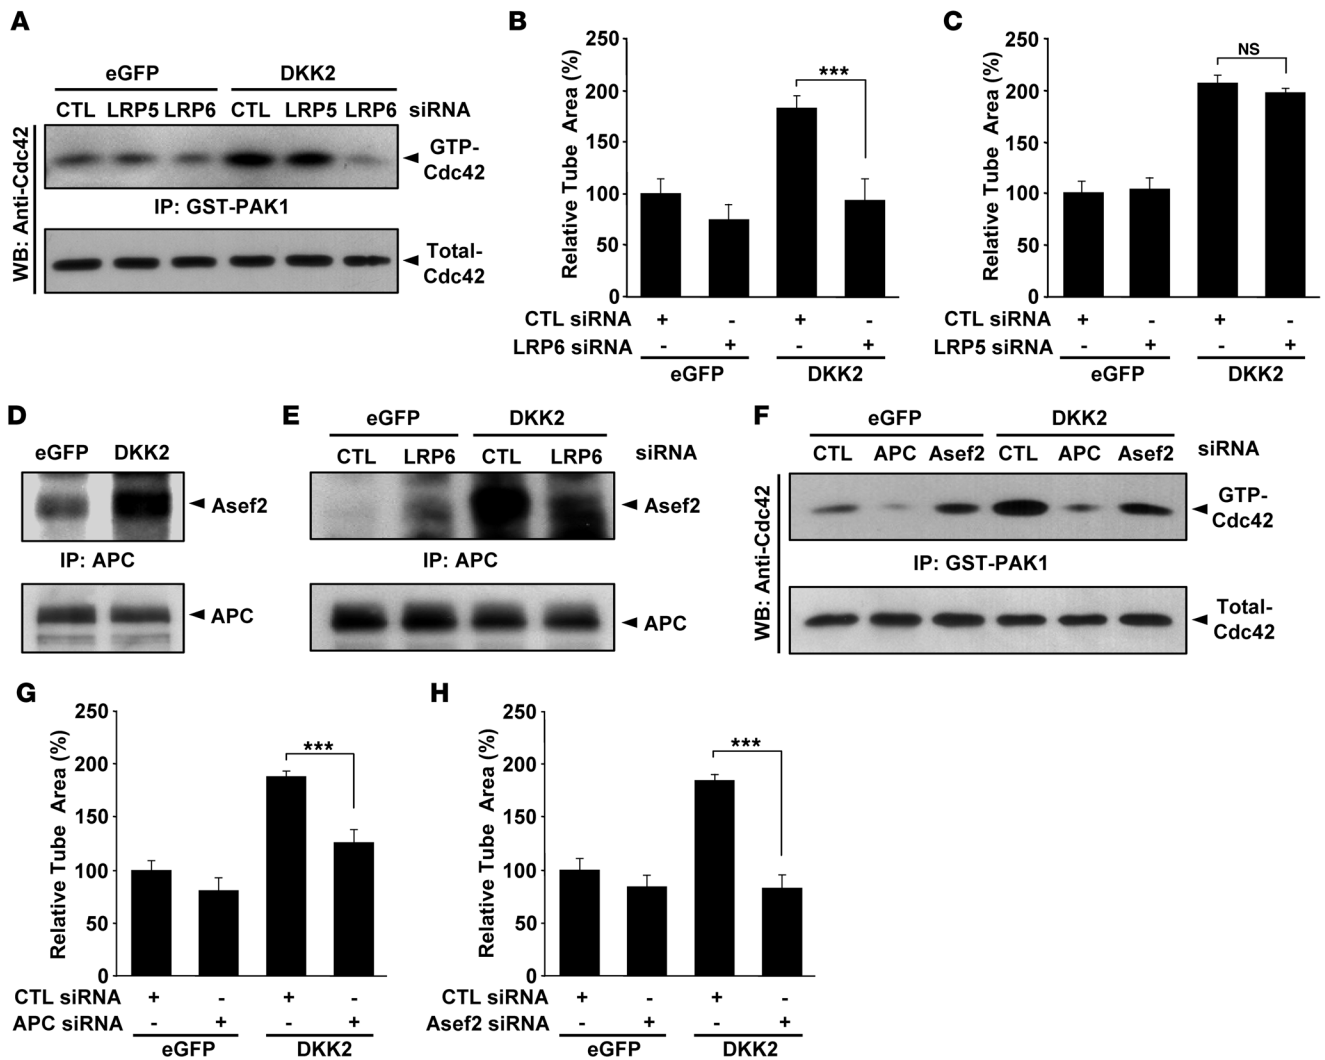 A
eGFP DKK2
CTL LRP5 LRP6 CTL LRP5 LRP6 siRNA
WB: Anti-Cdc42
GTP-
Cdc42
IP: GST-PAK1
Total-
Cdc42
B
Relative Tube Area (%)
250
200
150
100
50
0
***
CTL siRNA + - + -
LRP6 siRNA - + - +
eGFP DKK2
C
Relative Tube Area (%)
250
200
150
100
50
0
NS
CTL siRNA + - + -
LRP5 siRNA - + - +
eGFP DKK2
D
eGFP DKK2
Asef2
IP: APC
APC
E
eGFP DKK2
CTL LRP6 CTL LRP6 siRNA
Asef2
IP: APC
APC
F
eGFP DKK2
CTL APC Asef2 CTL APC Asef2 siRNA
WB: Anti-Cdc42
GTP-
Cdc42
IP: GST-PAK1
Total-
Cdc42
G
Relative Tube Area (%)
250
200
150
100
50
0
***
CTL siRNA + - + -
APC siRNA - + - +
eGFP DKK2
H
Relative Tube Area (%)
250
200
150
100
50
0
***
CTL siRNA + - + -
Asef2 siRNA - + - +
eGFP DKK2